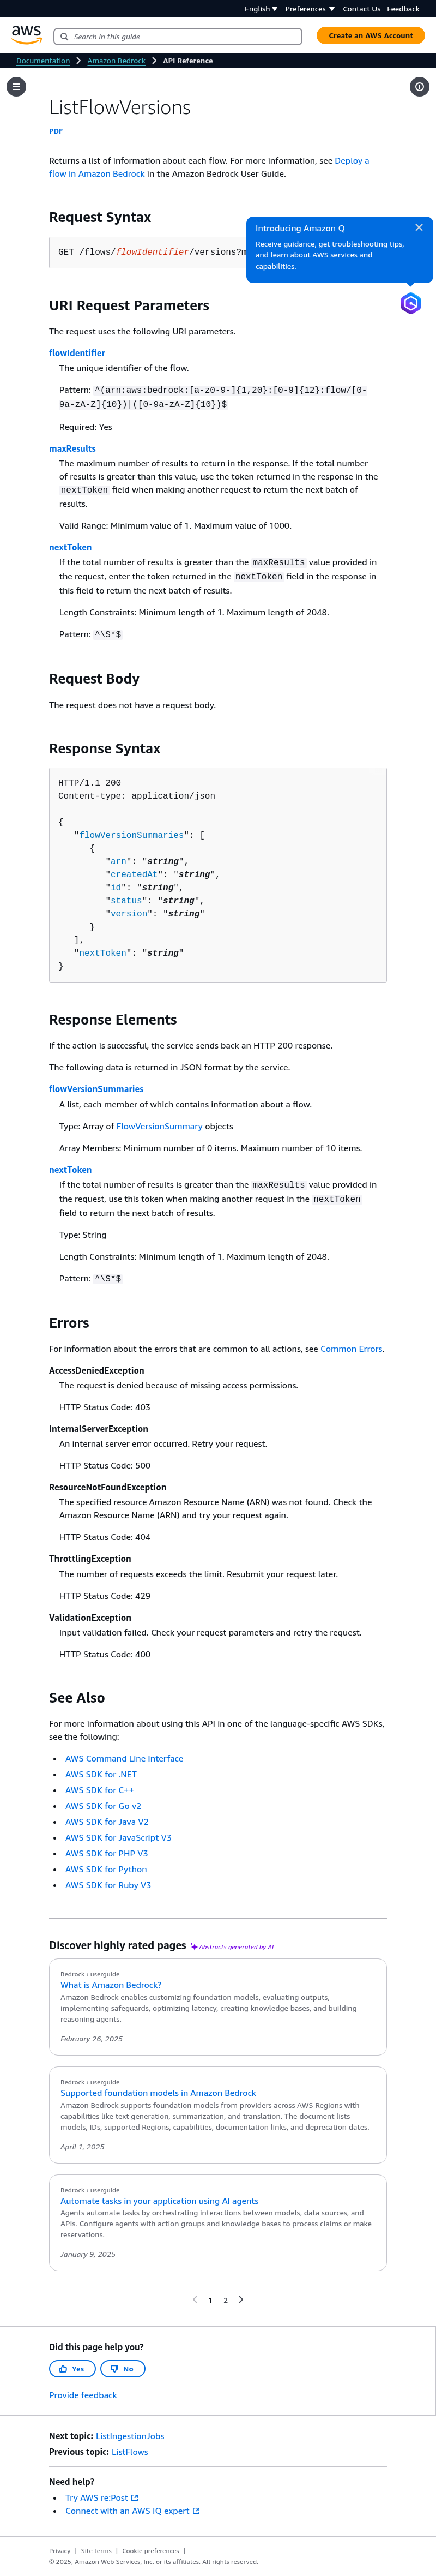 English
Preferences
Contact Us
Feedback
aws
Search in this guide
Create an AWS Account
Documentation
Amazon Bedrock
API Reference
ListFlowVersions
PDF
Returns a list of information about each flow. For more information, see Deploy a
flow in Amazon Bedrock in the Amazon Bedrock User Guide.
Request Syntax
GET /flows/flowIdentifier/versions?m
Introducing Amazon Q
Receive guidance, get troubleshooting tips,
and learn about AWS services and
capabilities.
URI Request Parameters
The request uses the following URI parameters.
flowIdentifier
The unique identifier of the flow.
Pattern: ^(arn:aws:bedrock:[a-z0-9-]{1,20}:[0-9]{12}:flow/[0-
9a-zA-Z]{10})|([0-9a-zA-Z]{10})$
Required: Yes
maxResults
The maximum number of results to return in the response. If the total number
of results is greater than this value, use the token returned in the response in the
nextToken field when making another request to return the next batch of
results.
Valid Range: Minimum value of 1. Maximum value of 1000.
nextToken
If the total number of results is greater than the maxResults value provided in
the request, enter the token returned in the nextToken field in the response in
this field to return the next batch of results.
Length Constraints: Minimum length of 1. Maximum length of 2048.
Pattern: ^\S*$
Request Body
The request does not have a request body.
Response Syntax
HTTP/1.1 200
Content-type: application/json
{
"flowVersionSummaries": [
{
"arn": "string",
"createdAt": "string",
"id": "string",
"status": "string",
"version": "string"
}
],
"nextToken": "string"
}
Response Elements
If the action is successful, the service sends back an HTTP 200 response.
The following data is returned in JSON format by the service.
flowVersionSummaries
A list, each member of which contains information about a flow.
Type: Array of FlowVersionSummary objects
Array Members: Minimum number of 0 items. Maximum number of 10 items.
nextToken
If the total number of results is greater than the maxResults value provided in
the request, use this token when making another request in the nextToken
field to return the next batch of results.
Type: String
Length Constraints: Minimum length of 1. Maximum length of 2048.
Pattern: ^\S*$
Errors
For information about the errors that are common to all actions, see Common Errors.
AccessDeniedException
The request is denied because of missing access permissions.
HTTP Status Code: 403
InternalServerException
An internal server error occurred. Retry your request.
HTTP Status Code: 500
ResourceNotFoundException
The specified resource Amazon Resource Name (ARN) was not found. Check the
Amazon Resource Name (ARN) and try your request again.
HTTP Status Code: 404
ThrottlingException
The number of requests exceeds the limit. Resubmit your request later.
HTTP Status Code: 429
ValidationException
Input validation failed. Check your request parameters and retry the request.
HTTP Status Code: 400
See Also
For more information about using this API in one of the language-specific AWS SDKs,
see the following:
• AWS Command Line Interface
• AWS SDK for .NET
• AWS SDK for C++
• AWS SDK for Go v2
• AWS SDK for Java V2
• AWS SDK for JavaScript V3
• AWS SDK for PHP V3
• AWS SDK for Python
• AWS SDK for Ruby V3
Discover highly rated pages Abstracts generated by AI
Bedrock › userguide
What is Amazon Bedrock?
Amazon Bedrock enables customizing foundation models, evaluating outputs,
implementing safeguards, optimizing latency, creating knowledge bases, and building
reasoning agents.
February 26, 2025
Bedrock › userguide
Supported foundation models in Amazon Bedrock
Amazon Bedrock supports foundation models from providers across AWS Regions with
capabilities like text generation, summarization, and translation. The document lists
models, IDs, supported Regions, capabilities, documentation links, and deprecation dates.
April 1, 2025
Bedrock › userguide
Automate tasks in your application using AI agents
Agents automate tasks by orchestrating interactions between models, data sources, and
APIs. Configure agents with action groups and knowledge bases to process claims or make
reservations.
January 9, 2025
1 2
Did this page help you?
Yes
No
Provide feedback
Next topic: ListIngestionJobs
Previous topic: ListFlows
Need help?
• Try AWS re:Post
• Connect with an AWS IQ expert
Privacy | Site terms | Cookie preferences |
© 2025, Amazon Web Services, Inc. or its affiliates. All rights reserved.